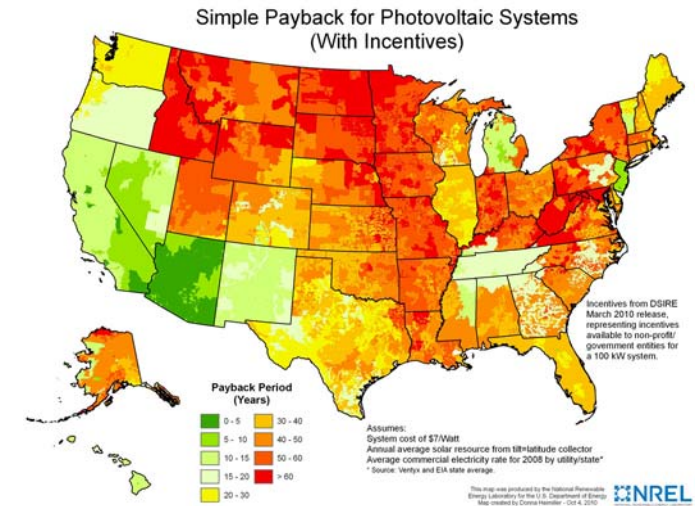 Simple Payback for Photovoltaic Systems
(With Incentives)
Incentives from DSIRE
March 2010 release,
representing incentives
available to non-profit/
government entities for
a 100 kW system.
Payback Period
(Years)
0 - 5
5 - 10
10 - 15
15 - 20
20 - 30
30 - 40
40 - 50
50 - 60
> 60
Assumes:
System cost of $7/Watt
Annual average solar resource from tilt=latitude collector
Average commercial electricity rate for 2008 by utility/state*
* Source: Ventyx and EIA state average.
This map was produced by the National Renewable
Energy Laboratory for the U.S. Department of Energy
Map created by Donna Heimiller - Oct 4, 2010
NREL